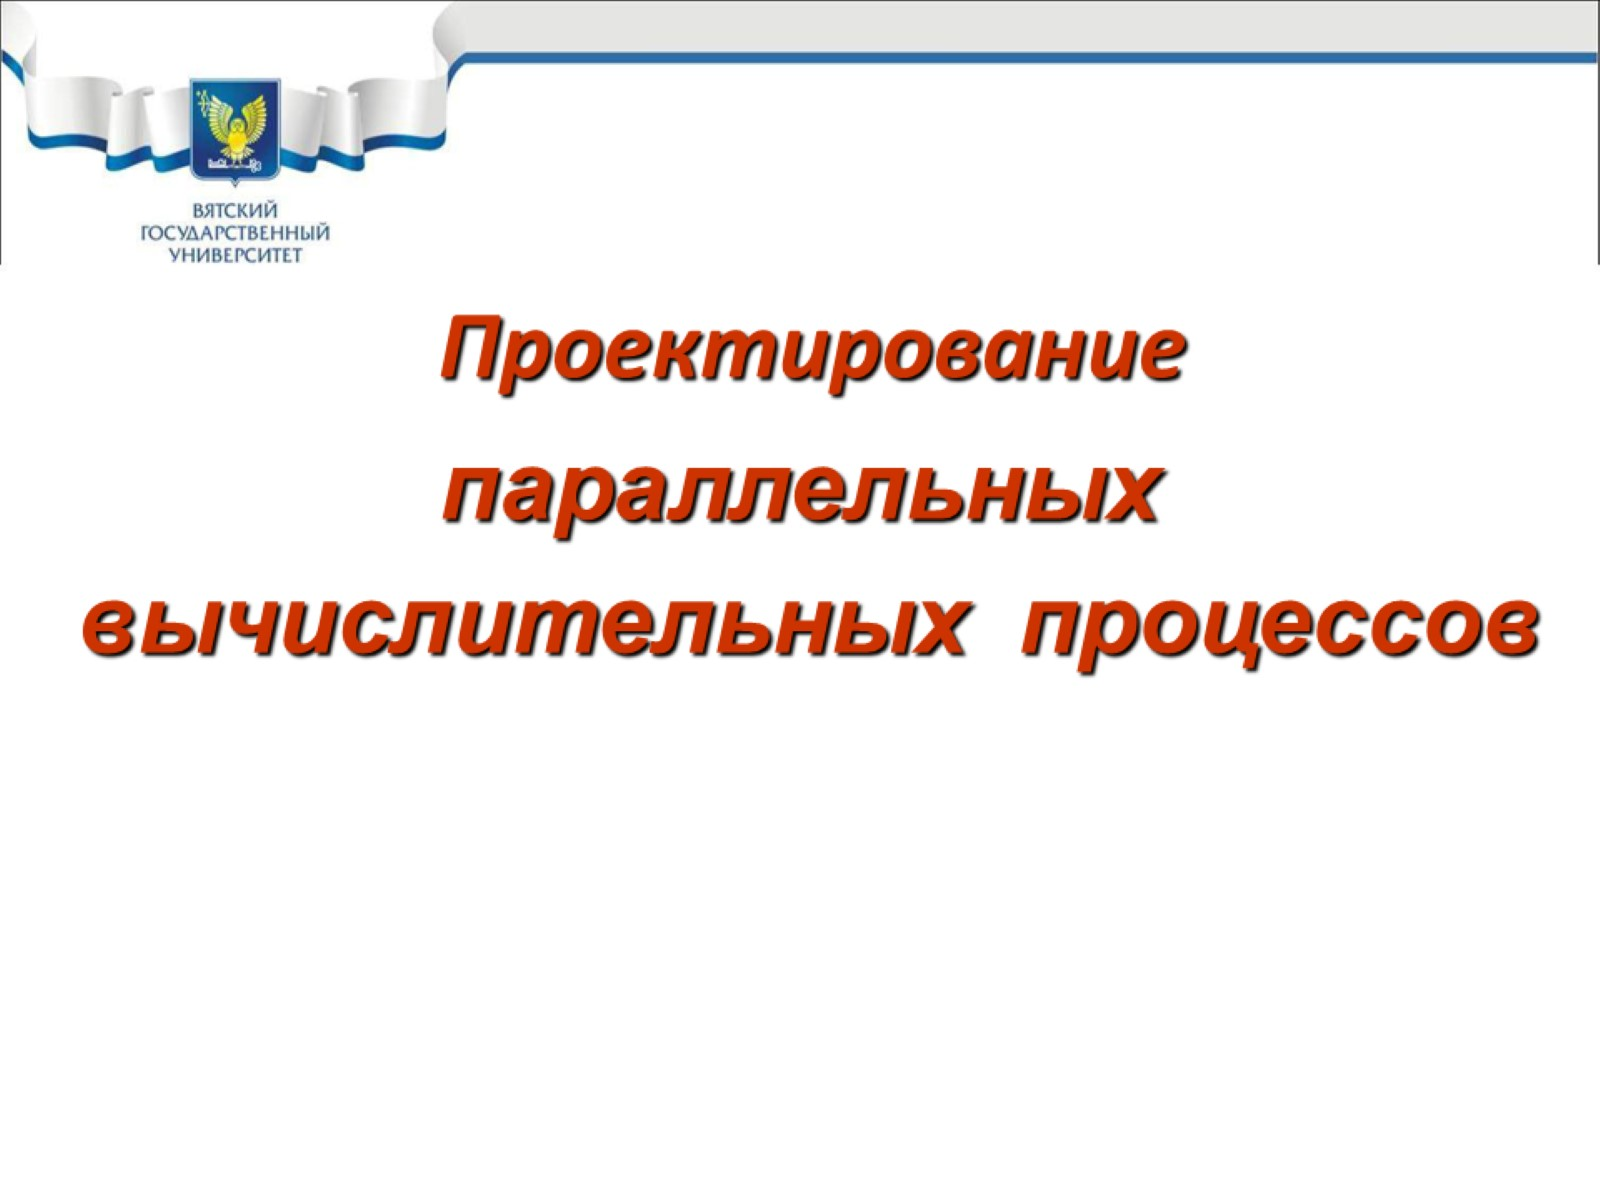 ВЯТСКИЙ
ГОСУДАРСТВЕННЫЙ
УНИВЕРСИТЕТ
Проектирование
параллельных
вычислительных процессов